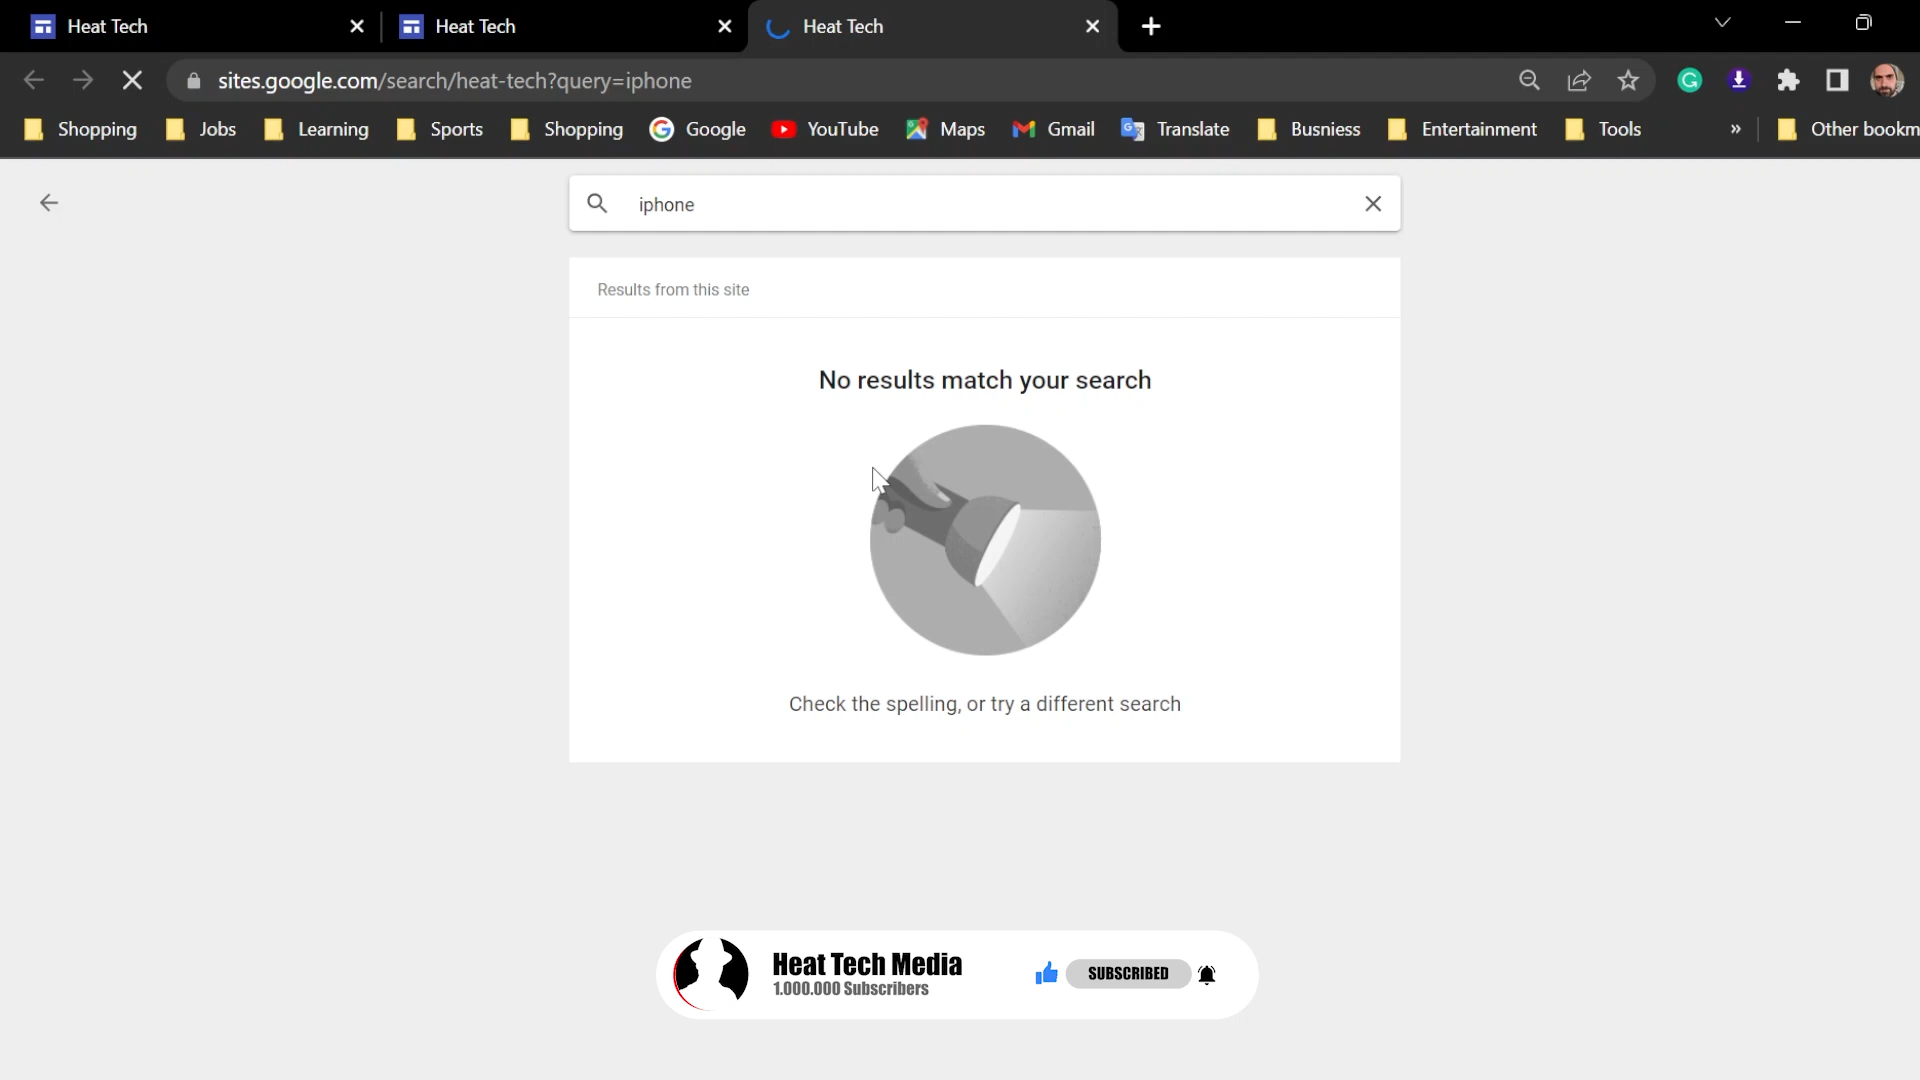 Heat Tech
Heat Tech
Heat Tech
sites.google.com/search/heat-tech?query=iphone
Shopping Jobs Learning Sports Shopping Google YouTube Maps Gmail Translate Busniess Entertainment Tools » Other bookm
iphone
Results from this site
No results match your search
Check the spelling, or try a different search
Heat Tech Media
1.000.000 Subscribers
SUBSCRIBED